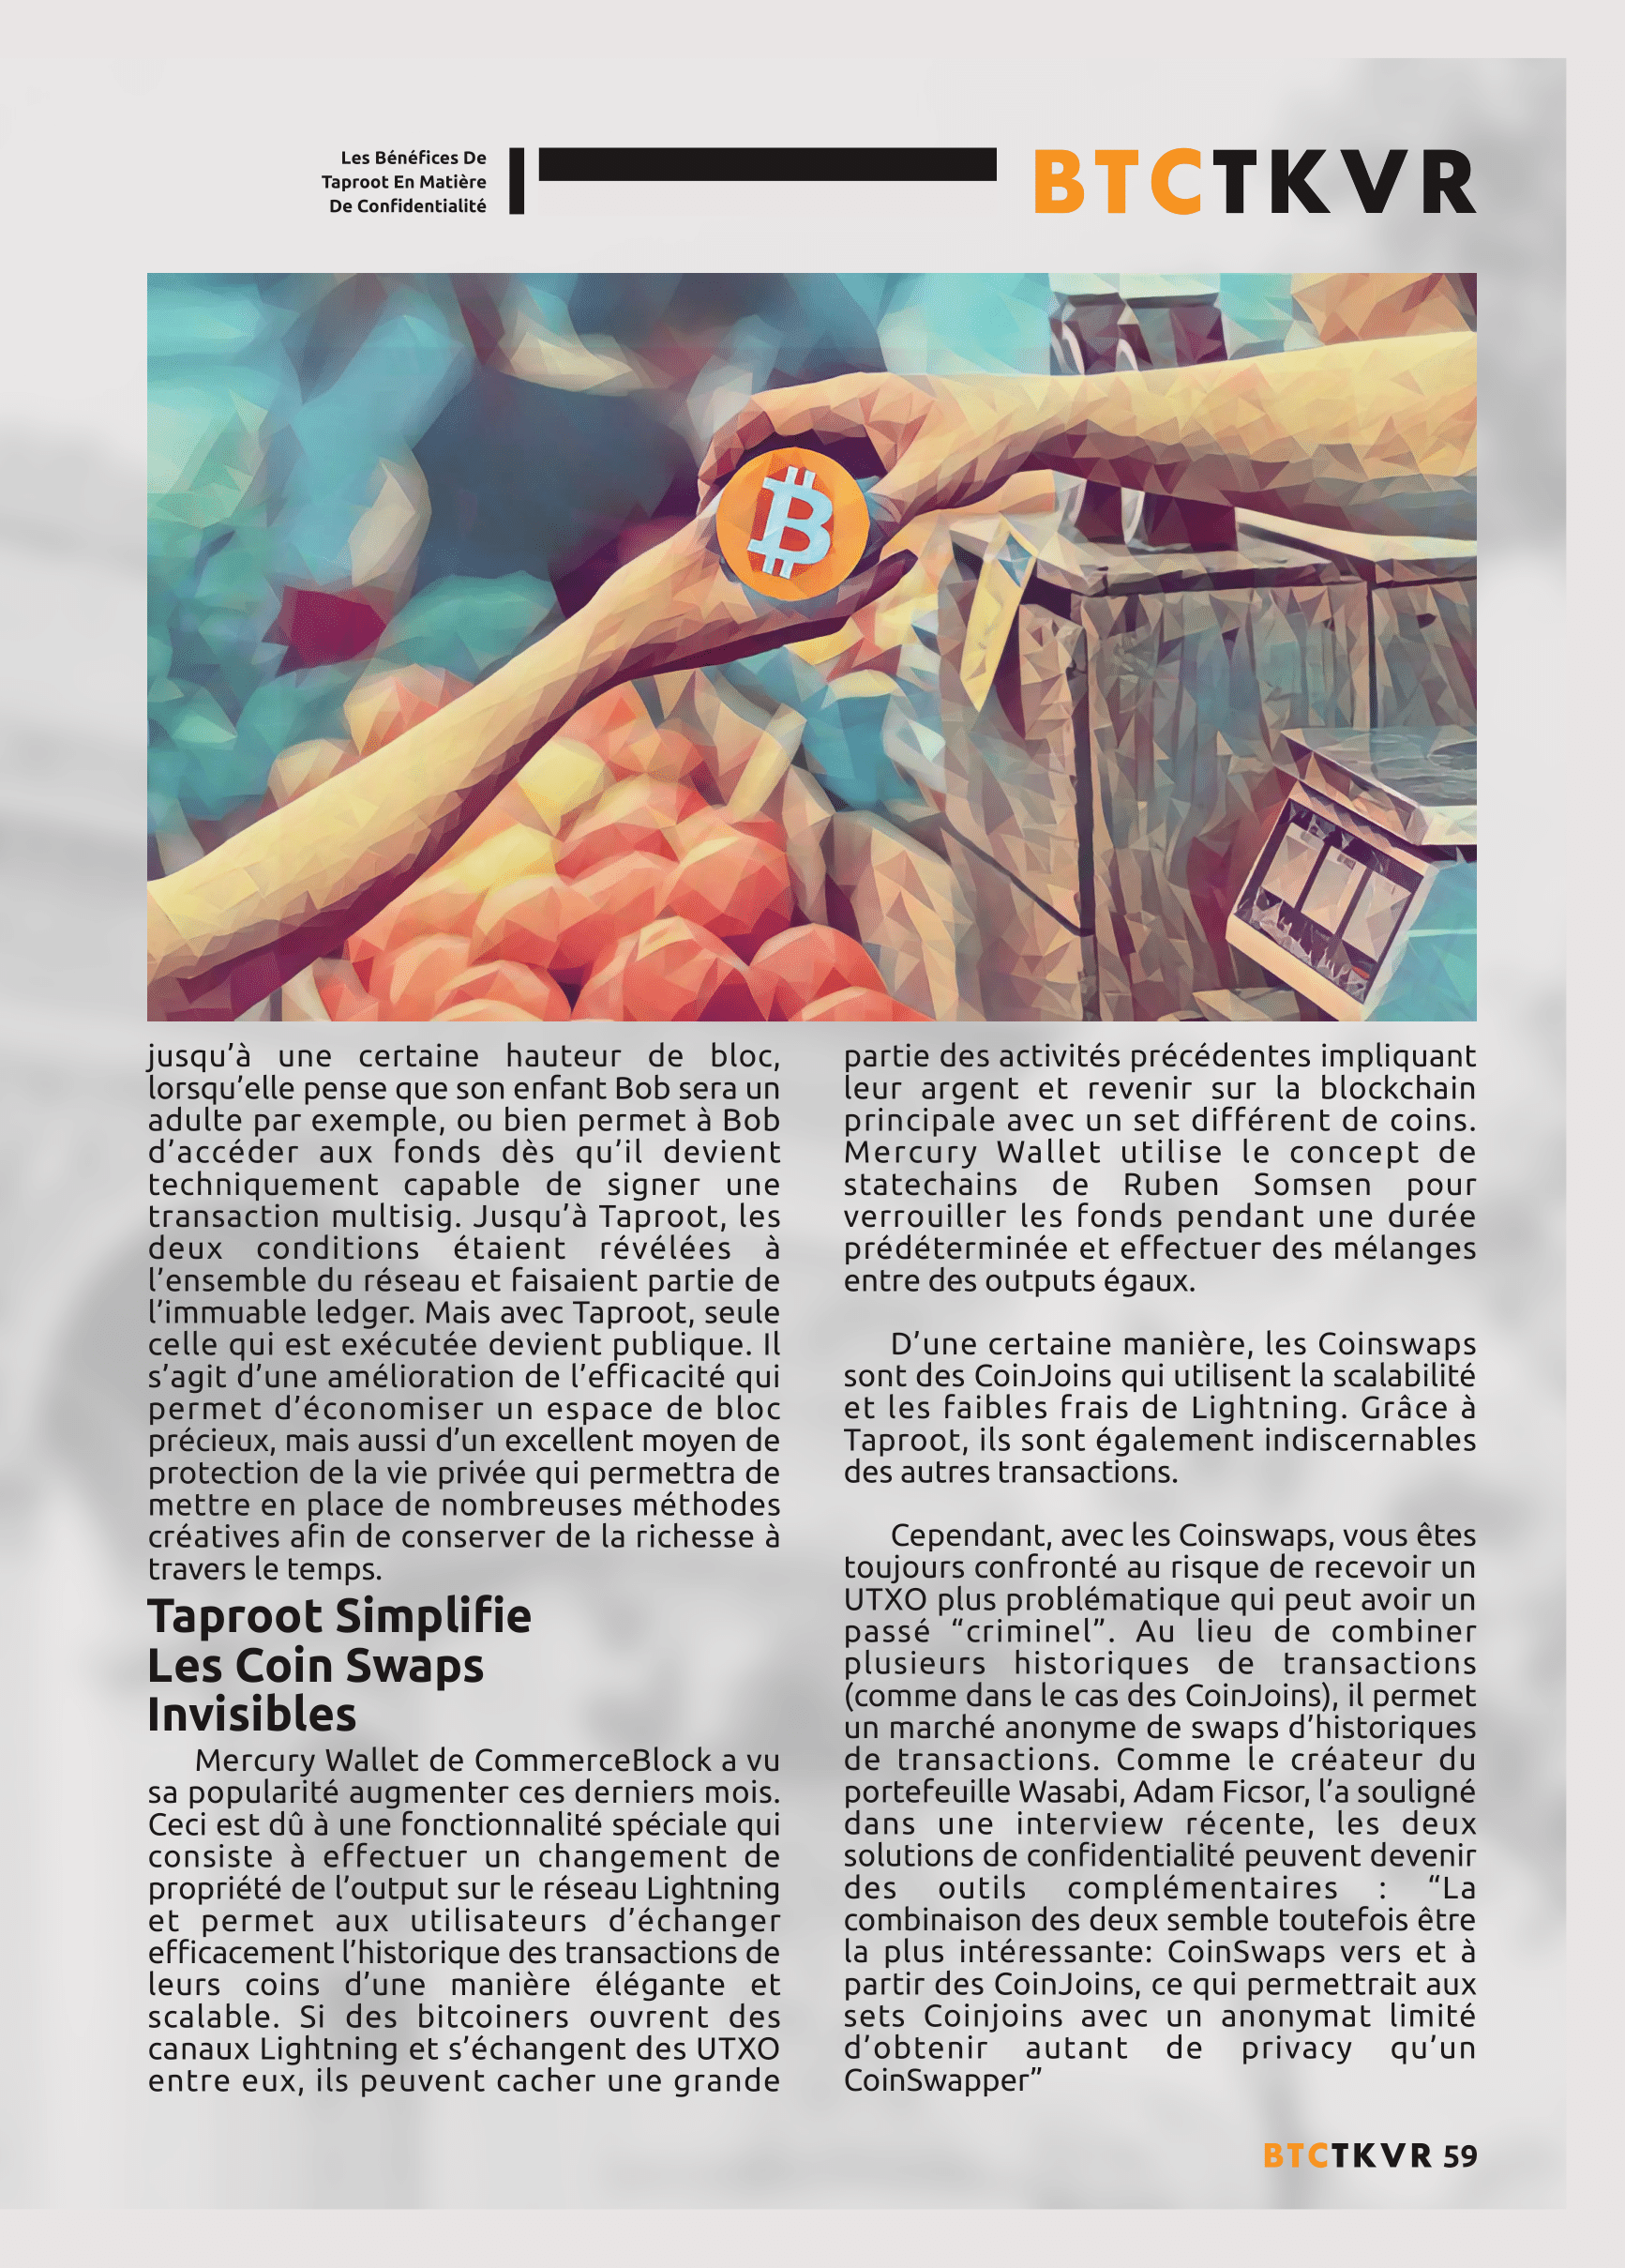 Les Bénéfices De
Taproot En Matière
De Confidentialité
BTCTKVR
jusqu’à une certaine hauteur de bloc,
lorsqu’elle pense que son enfant Bob sera un
adulte par exemple, ou bien permet à Bob
d’accéder aux fonds dès qu’il devient
techniquement capable de signer une
transaction multisig. Jusqu’à Taproot, les
deux conditions étaient révélées à
l’ensemble du réseau et faisaient partie de
l’immuable ledger. Mais avec Taproot, seule
celle qui est exécutée devient publique. Il
s’agit d’une amélioration de l’efficacité qui
permet d’économiser un espace de bloc
précieux, mais aussi d’un excellent moyen de
protection de la vie privée qui permettra de
mettre en place de nombreuses méthodes
créatives afin de conserver de la richesse à
travers le temps.
Taproot Simplifie
Les Coin Swaps
Invisibles
Mercury Wallet de CommerceBlock a vu
sa popularité augmenter ces derniers mois.
Ceci est dû à une fonctionnalité spéciale qui
consiste à effectuer un changement de
propriété de l’output sur le réseau Lightning
et permet aux utilisateurs d’échanger
efficacement l’historique des transactions de
leurs coins d’une manière élégante et
scalable. Si des bitcoiners ouvrent des
canaux Lightning et s’échangent des UTXO
entre eux, ils peuvent cacher une grande
partie des activités précédentes impliquant
leur argent et revenir sur la blockchain
principale avec un set différent de coins.
Mercury Wallet utilise le concept de
statechains de Ruben Somsen pour
verrouiller les fonds pendant une durée
prédéterminée et effectuer des mélanges
entre des outputs égaux.
D’une certaine manière, les Coinswaps
sont des CoinJoins qui utilisent la scalabilité
et les faibles frais de Lightning. Grâce à
Taproot, ils sont également indiscernables
des autres transactions.
Cependant, avec les Coinswaps, vous êtes
toujours confronté au risque de recevoir un
UTXO plus problématique qui peut avoir un
passé “criminel”. Au lieu de combiner
plusieurs historiques de transactions
(comme dans le cas des CoinJoins), il permet
un marché anonyme de swaps d’historiques
de transactions. Comme le créateur du
portefeuille Wasabi, Adam Ficsor, l’a souligné
dans une interview récente, les deux
solutions de confidentialité peuvent devenir
des outils complémentaires : “La
combinaison des deux semble toutefois être
la plus intéressante: CoinSwaps vers et à
partir des CoinJoins, ce qui permettrait aux
sets Coinjoins avec un anonymat limité
d’obtenir autant de privacy qu’un
CoinSwapper”
BTCTKVR 59